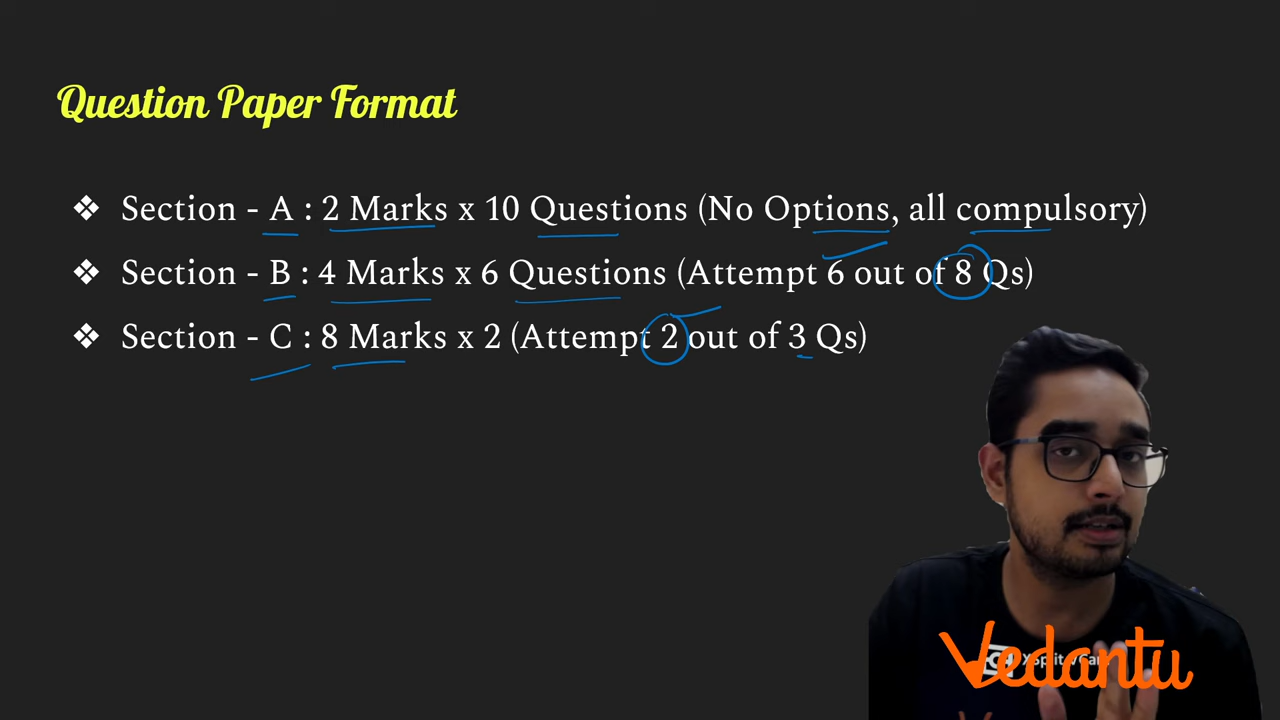 Question Paper Format
❖ Section - A : 2 Marks x 10 Questions (No Options, all compulsory)
❖ Section - B : 4 Marks x 6 Questions (Attempt 6 out of 8 Qs)
❖ Section - C : 8 Marks x 2 (Attempt 2 out of 3 Qs)
Vedantu